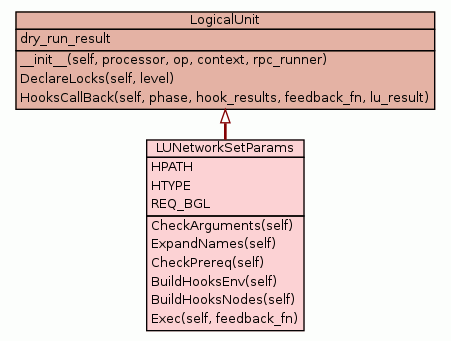 LogicalUnit
dry_run_result
__init__(self, processor, op, context, rpc_runner)
DeclareLocks(self, level)
HooksCallBack(self, phase, hook_results, feedback_fn, lu_result)
LUNetworkSetParams
HPATH
HTYPE
REQ_BGL
CheckArguments(self)
ExpandNames(self)
CheckPrereq(self)
BuildHooksEnv(self)
BuildHooksNodes(self)
Exec(self, feedback_fn)